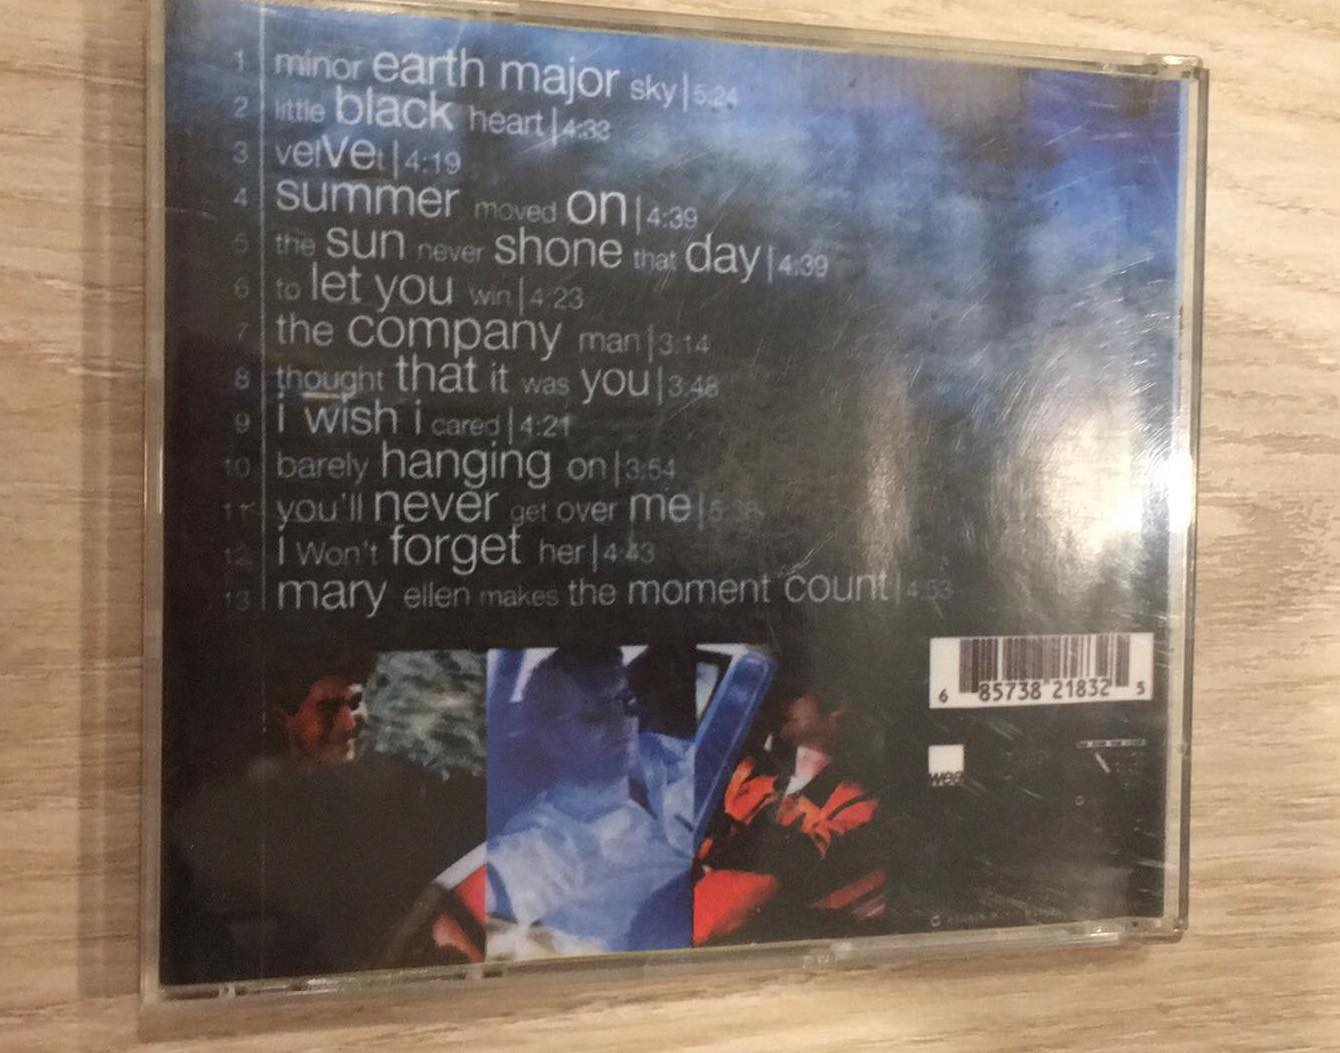 1 minor earth major sky|5:24
2 little black heart|4:33
3 velVet|4:19
4 summer moved on|4:39
5 the sun never shone that day|4:39
6 to let you win|4:23
7 the company man|3:14
8 thought that it was you|3:48
9 i wish i cared|4:21
10 barely hanging on|3:54
11 you'll never get over me|
12 i Won't forget her|4:43
13 mary ellen makes the moment count|4:53
6 85738 21832 5
wea